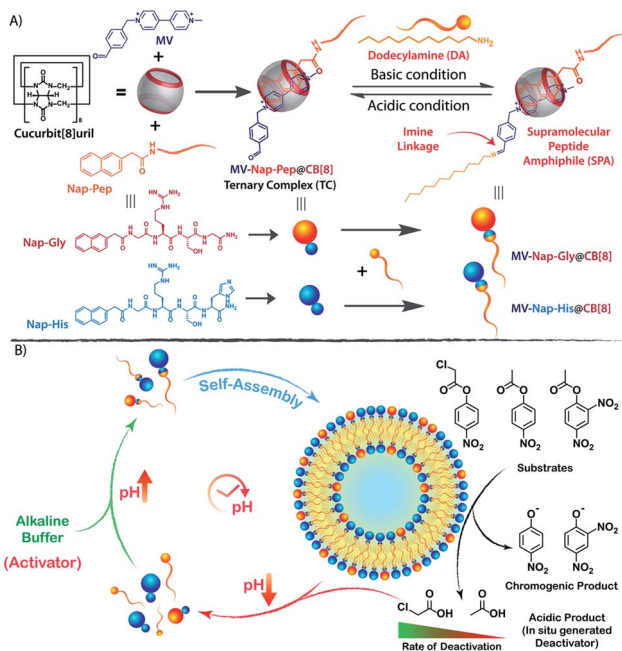 A)
MV
Cucurbit[8]uril
Nap-Pep
MV-Nap-Pep@CB[8]
Ternary Complex (TC)
Dodecylamine (DA)
Basic condition
Acidic condition
Imine
Linkage
Supramolecular
Peptide
Amphiphile (SPA)
Nap-Gly
MV-Nap-Gly@CB[8]
Nap-His
MV-Nap-His@CB[8]
B)
Self-Assembly
pH
pH
Alkaline
Buffer
(Activator)
pH
Substrates
Chromogenic Product
Rate of Deactivation
Acidic Product
(In situ generated
Deactivator)